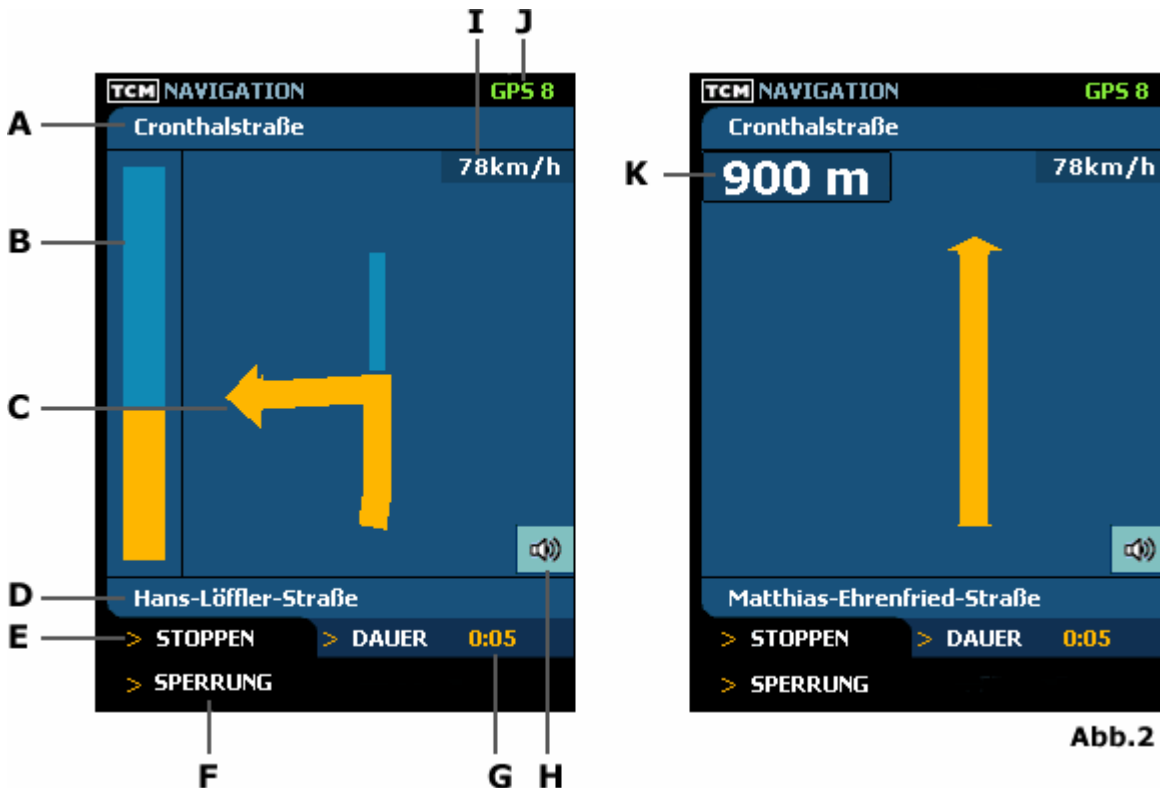 I J
TCM NAVIGATION GPS 8
A Cronthalstraße
78km/h
B
C
D Hans-Löffler-Straße
E > STOPPEN > DAUER 0:05
> SPERRUNG
F G H
TCM NAVIGATION GPS 8
Cronthalstraße
K 900 m 78km/h
Matthias-Ehrenfried-Straße
> STOPPEN > DAUER 0:05
> SPERRUNG
Abb.2